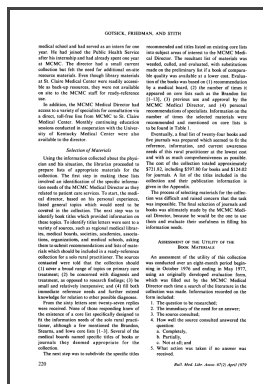 GOTSICK, FRIEDMAN, AND STITH
medical school and had served as an intern for one
year. He had joined the Public Health Service
after his internship and had already spent one year
at MCMC. The director had a small current
collection but felt the need for additional on-site
resource materials. Even though library materials
at St. Claire Medical Center were readily accessi-
ble as back-up resources, they were not available
on site to the MCMC staff for ready-reference
use.
In addition, the MCMC Medical Director had
access to a variety of specialists for consultation via
a direct, toll-free line from MCMC to St. Claire
Medical Center. Monthly continuing education
sessions conducted in cooperation with the Univer-
sity of Kentucky Medical Center were also
available to the director.
Selection of Materials
Using the information collected about the physi-
cian and his situation, the librarian proceeded to
prepare lists of appropriate materials for the
collection. The first step in making these lists
involved an identification of the specific informa-
tion needs of the MCMC Medical Director as they
related to patient care services. To start, the medi-
cal director, based on his personal experience,
listed general topics which would need to be
covered in the collection. The next step was to
identify book titles which provided information on
these topics. To identify titles letters were sent to a
variety of sources, such as regional medical librar-
ies, medical boards, societies, academies, associa-
tions, organizations, and medical schools, asking
them to submit recommendations and lists of mate-
rials which should be included in a ready-reference
collection for a solo rural practitioner. The sources
contacted were told that the collection should
(1) cover a broad range of topics on primary care
treatment; (2) be concerned with diagnosis and
treatment, as opposed to research findings; (3) be
small and relatively inexpensive; and (4) fill both
immediate reference needs and further extend
knowledge for relation to other possible diagnoses.
From the sixty letters sent twenty-seven replies
were received. None of those responding knew of
the existence of a core list specifically designed to
fit the information needs of the solo rural practi-
tioner, although a few mentioned the Brandon,
Stearns, and Iowa core lists [1-3]. Several of the
medical boards named specific titles of books or
journals they deemed appropriate for the
collection.
The next step was to subdivide the specific titles
recommended and titles listed on existing core lists
into subject areas of interest to the MCMC Medi-
cal Director. The resultant list of materials was
weeded, culled, and evaluated, with substitutions
made on the preliminary list if a book of compara-
ble quality was available at a lower cost. Evalua-
tion of the books was based on (1) recommendation
by a medical board, (2) the number of times it
appeared on core lists such as the Brandon list
[1-13], (3) previous use and approval by the
MCMC Medical Director, and (4) personal
recommendations of specialists. Information on the
number of times the selected materials were
recommended and mentioned on core lists is
to be found in Table 1.
Eventually, a final list of twenty-four books and
five journals was prepared which seemed to fit the
reference, information, and current awareness
needs of this rural practitioner at the lowest cost
and with as much comprehensiveness as possible.
The cost of the collection totaled approximately
for journals. A list of the titles included in the
collection and their publication information is
given in the Appendix.
The process of selecting materials for the collec-
tion was difficult and raised concern that the task
was impossible. The final selection of journals and
books was ultimately made by the MCMC Medi-
cal Director, because he would be the one to use
them and evaluate their usefulness in filling his
information needs.
ASSESSMENT OF THE UTILITY OF THE
BOOK MATERIALS
An assessment of the utility of this collection
was conducted over an eight-month period begin-
ning in October 1976 and ending in May 1977,
using an originally developed evaluation form,
which was filled out by the MCMC Medical
Director each time a search of the literature in the
collection was made. Information recorded on the
form included:
1. The question to be researched;
2. The immediacy of the need for an answer;
3. The source consulted;
4. How well the source consulted answered the
question
a. Completely,
b. Partially,
c. Not at all; and
5. What action was taken if no answer was
received.
220
Bull. Med. Libr. Assoc. 67(2) April 1979